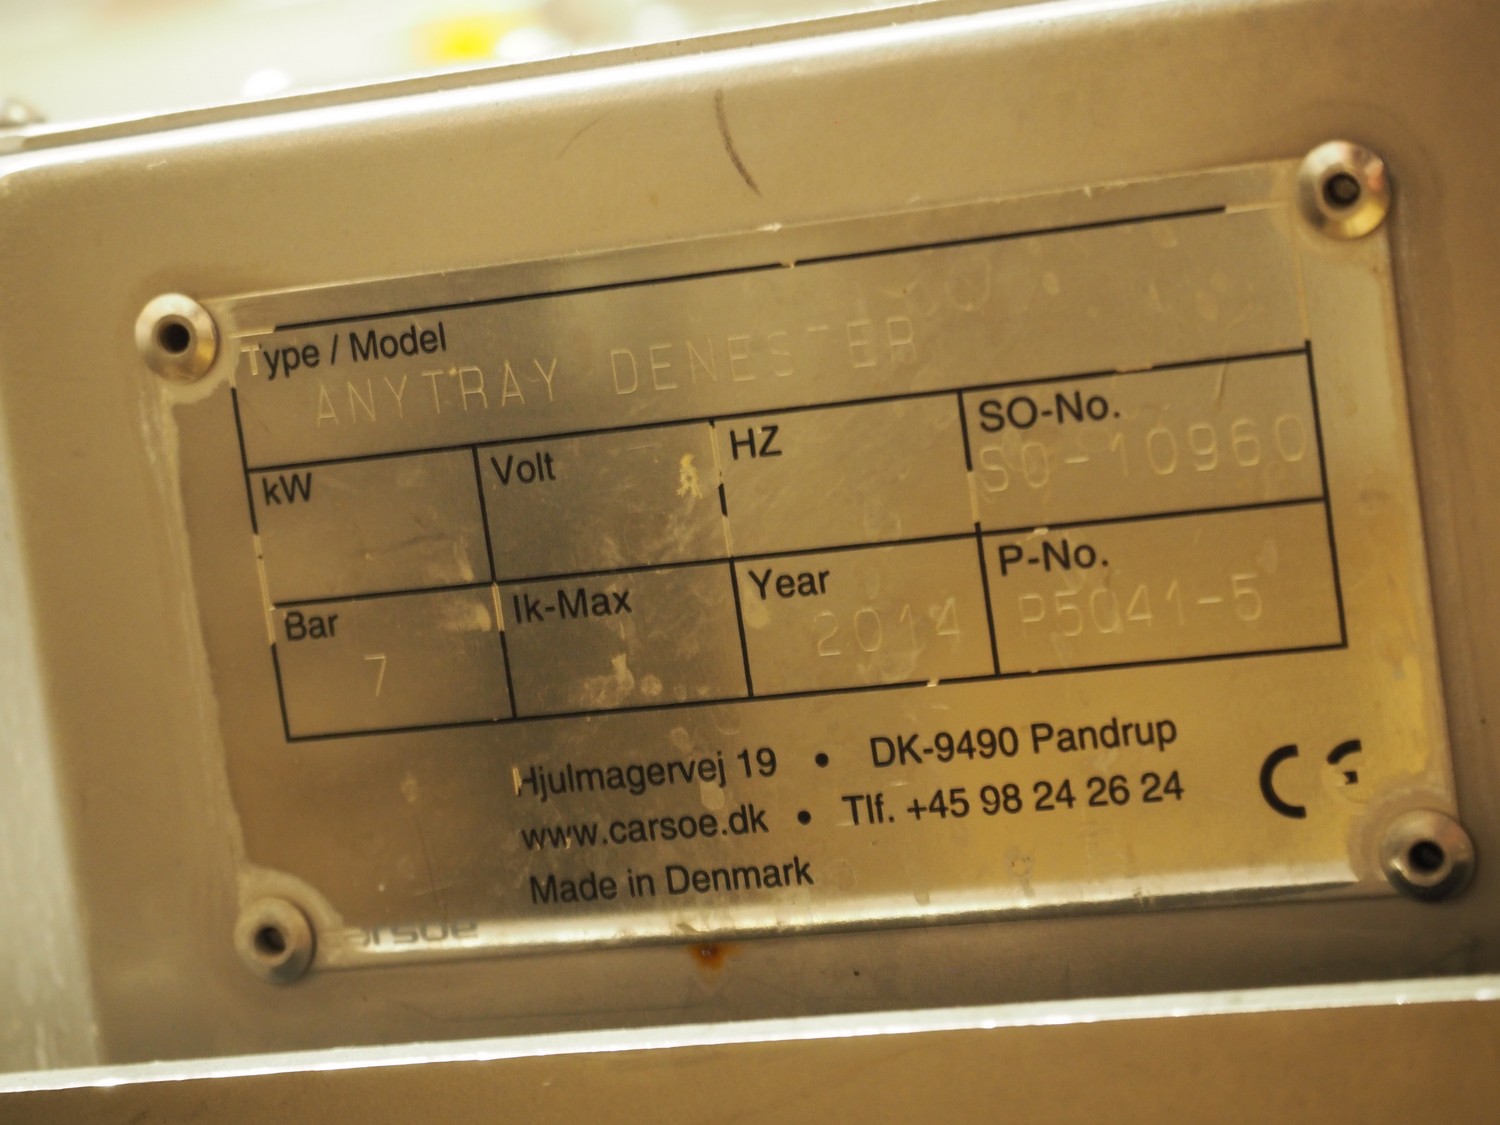 Type / Model
ANYTRAY DENESTER
kW Volt HZ SO-No.
SO-10960
Bar Ik-Max Year P-No.
7 2014 P5041-5
Hjulmagervej 19 • DK-9490 Pandrup
www.carsoe.dk • Tlf. +45 98 24 26 24
Made in Denmark
CE